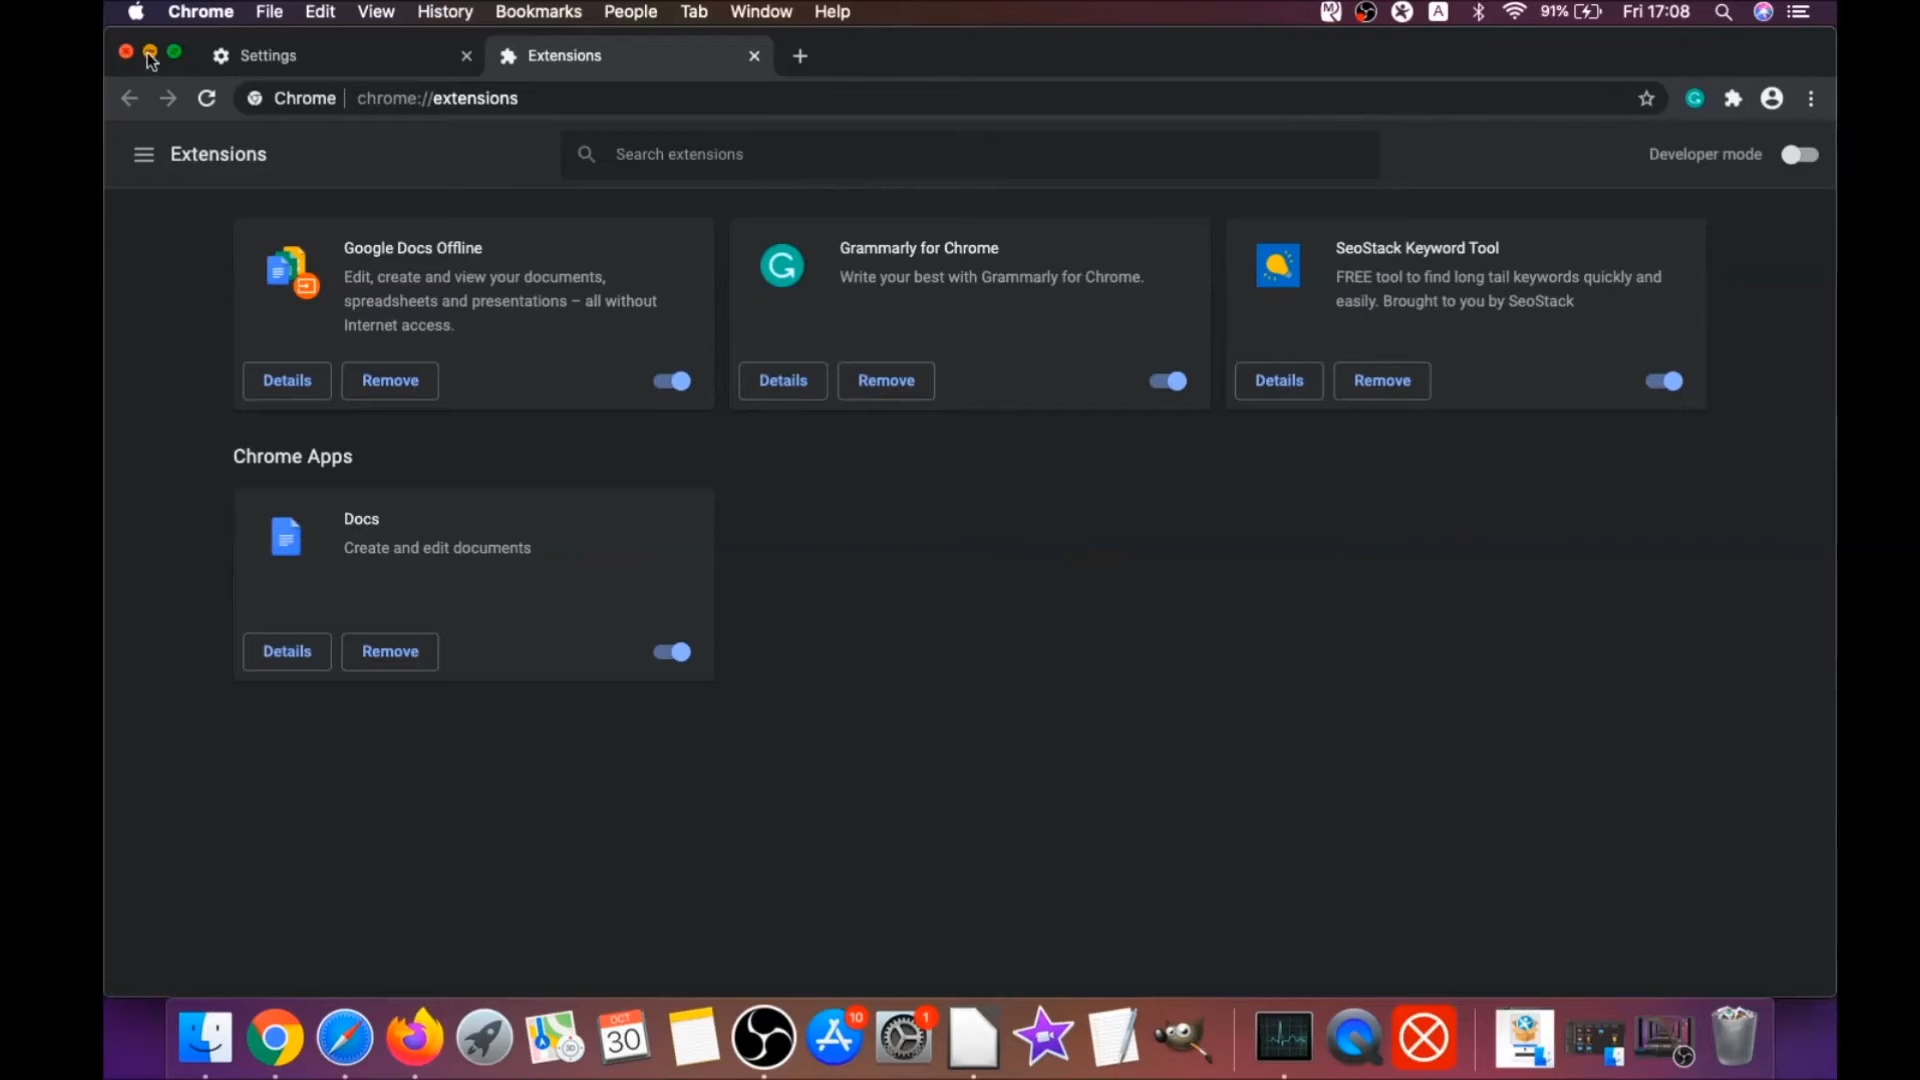 Chrome File Edit View History Bookmarks People Tab Window Help A 91% Fri 17:08
Settings Extensions
Chrome chrome://extensions
Extensions Search extensions Developer mode
Google Docs Offline
Edit, create and view your documents,
spreadsheets and presentations – all without
Internet access.
Details Remove
Grammarly for Chrome
Write your best with Grammarly for Chrome.
Details Remove
SeoStack Keyword Tool
FREE tool to find long tail keywords quickly and
easily. Brought to you by SeoStack
Details Remove
Chrome Apps
Docs
Create and edit documents
Details Remove
OCT 10 1
30